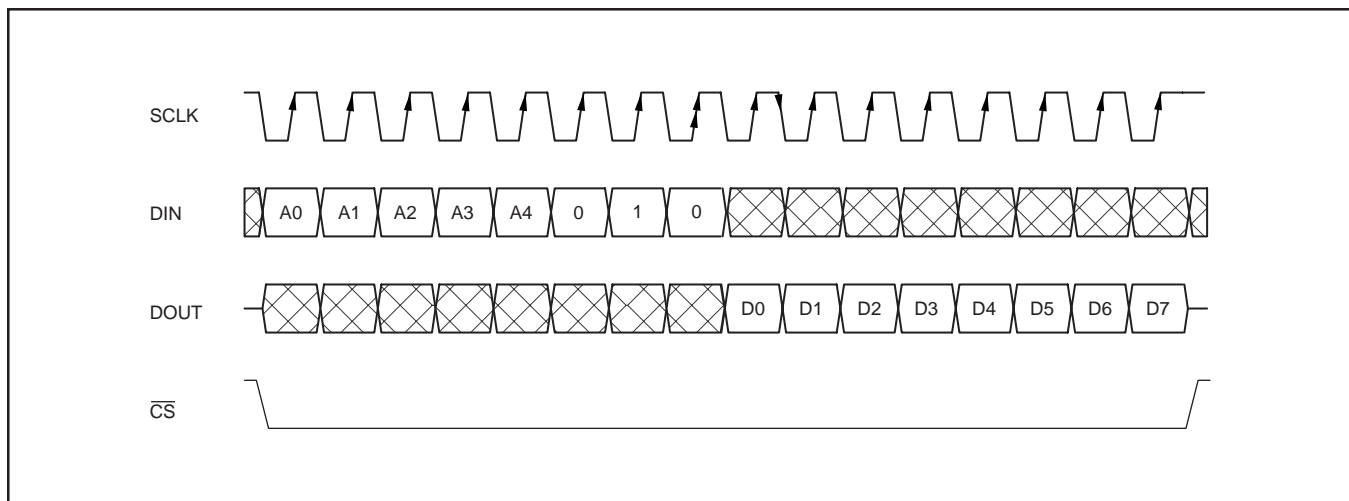 SCLK
DIN A0 A1 A2 A3 A4 0 1 0
DOUT D0 D1 D2 D3 D4 D5 D6 D7
CS